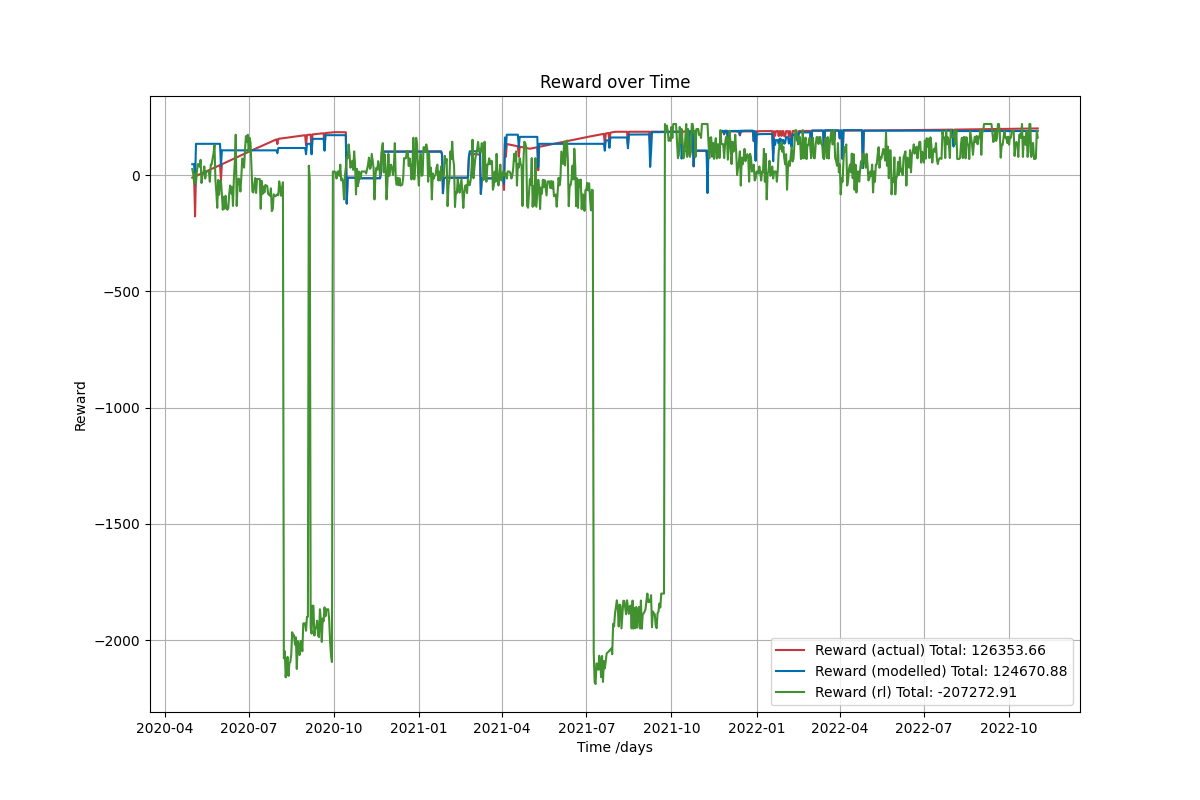 Reward over Time
Reward
0
−500
−1000
−1500
−2000
2020-04 2020-07 2020-10 2021-01 2021-04 2021-07 2021-10 2022-01 2022-04 2022-07 2022-10
Time /days
Reward (actual) Total: 126353.66
Reward (modelled) Total: 124670.88
Reward (rl) Total: -207272.91